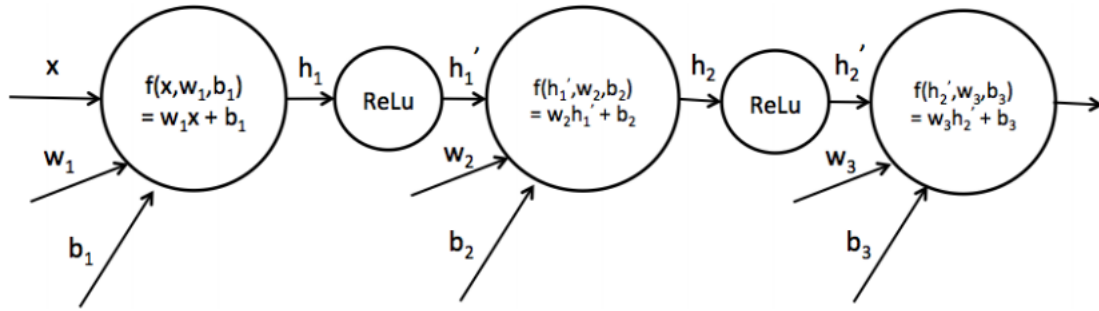 x
f(x,w₁,b₁)
= w₁x + b₁
w₁
b₁
h₁
ReLu
h₁′
f(h₁′,w₂,b₂)
= w₂h₁′ + b₂
w₂
b₂
h₂
ReLu
h₂′
f(h₂′,w₃,b₃)
= w₃h₂′ + b₃
w₃
b₃